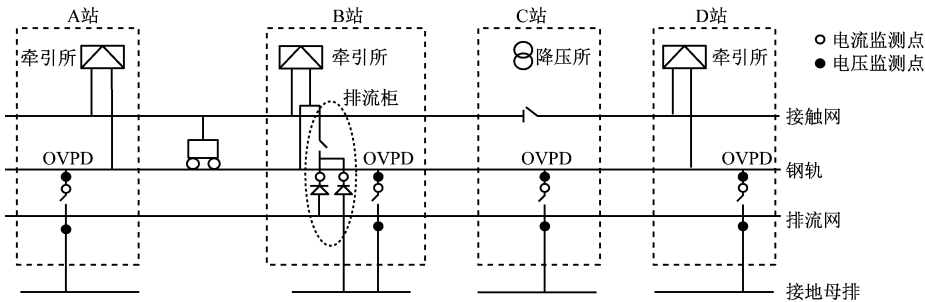 A站
B站
C站
D站
牵引所
牵引所
降压所
牵引所
电流监测点
电压监测点
排流柜
接触网
OVPD
OVPD
OVPD
OVPD
钢轨
排流网
接地母排